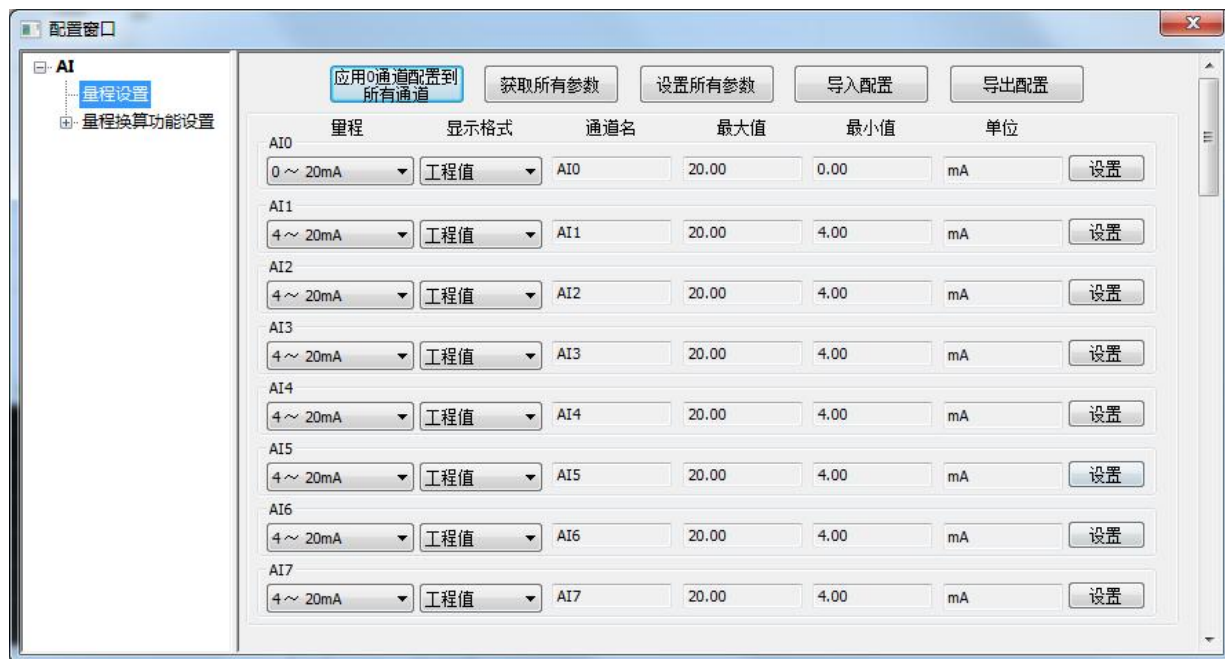 配置窗口
AI
量程设置
量程换算功能设置
应用0通道配置到
所有通道
获取所有参数
设置所有参数
导入配置
导出配置
量程 显示格式 通道名 最大值 最小值 单位
AI0
0～ 20mA 工程值 AI0 20.00 0.00 mA 设置
AI1
4～ 20mA 工程值 AI1 20.00 4.00 mA 设置
AI2
4～ 20mA 工程值 AI2 20.00 4.00 mA 设置
AI3
4～ 20mA 工程值 AI3 20.00 4.00 mA 设置
AI4
4～ 20mA 工程值 AI4 20.00 4.00 mA 设置
AI5
4～ 20mA 工程值 AI5 20.00 4.00 mA 设置
AI6
4～ 20mA 工程值 AI6 20.00 4.00 mA 设置
AI7
4～ 20mA 工程值 AI7 20.00 4.00 mA 设置